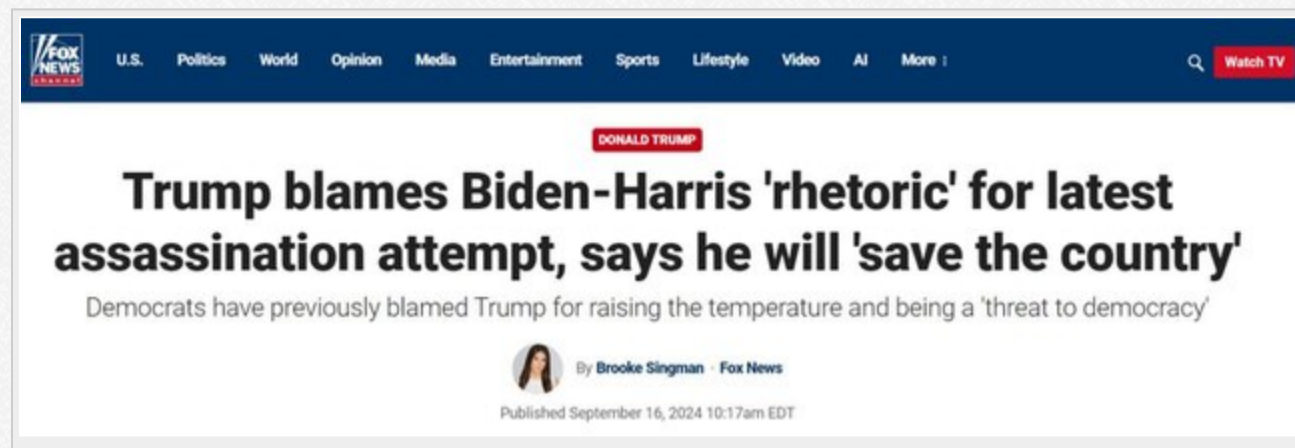 FOX
NEWS
channel
U.S. Politics World Opinion Media Entertainment Sports Lifestyle Video AI More ⋮ Watch TV
DONALD TRUMP
Trump blames Biden-Harris 'rhetoric' for latest
assassination attempt, says he will 'save the country'
Democrats have previously blamed Trump for raising the temperature and being a 'threat to democracy'
By Brooke Singman · Fox News
Published September 16, 2024 10:17am EDT